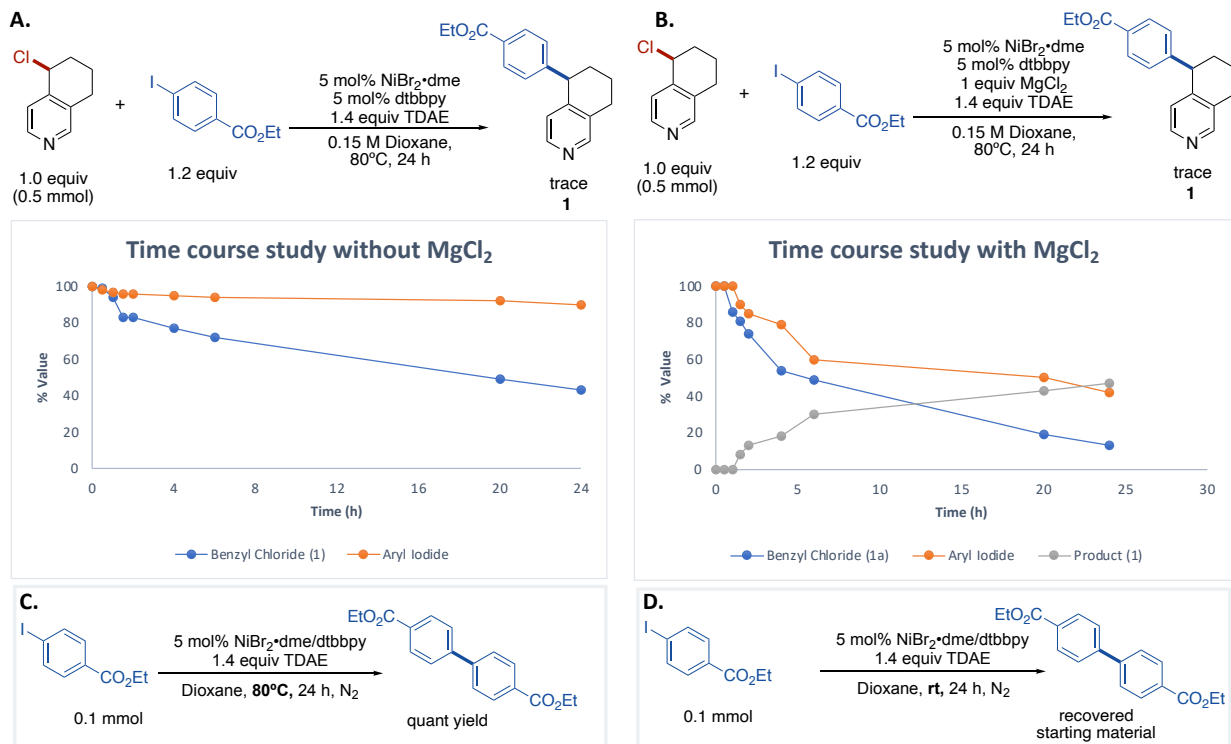 A.
EtO₂C
Cl
N
1.0 equiv
(0.5 mmol)
+
I
CO₂Et
1.2 equiv
5 mol% NiBr₂•dme
5 mol% dtbbpy
1.4 equiv TDAE
0.15 M Dioxane,
80ºC, 24 h
N
trace
1
B.
EtO₂C
Cl
N
1.0 equiv
(0.5 mmol)
+
I
CO₂Et
1.2 equiv
5 mol% NiBr₂•dme
5 mol% dtbbpy
1 equiv MgCl₂
1.4 equiv TDAE
0.15 M Dioxane,
80ºC, 24 h
N
trace
1
Time course study without MgCl₂
% Value
100
80
60
40
20
0
0 4 8 12 16 20 24
Time (h)
Benzyl Chloride (1) Aryl Iodide
Time course study with MgCl₂
% Value
100
80
60
40
20
0
0 5 10 15 20 25 30
Time (h)
Benzyl Chloride (1a) Aryl Iodide Product (1)
C.
I
CO₂Et
0.1 mmol
5 mol% NiBr₂•dme/dtbbpy
1.4 equiv TDAE
Dioxane, 80ºC, 24 h, N₂
EtO₂C
CO₂Et
quant yield
D.
I
CO₂Et
0.1 mmol
5 mol% NiBr₂•dme/dtbbpy
1.4 equiv TDAE
Dioxane, rt, 24 h, N₂
EtO₂C
CO₂Et
recovered
starting material